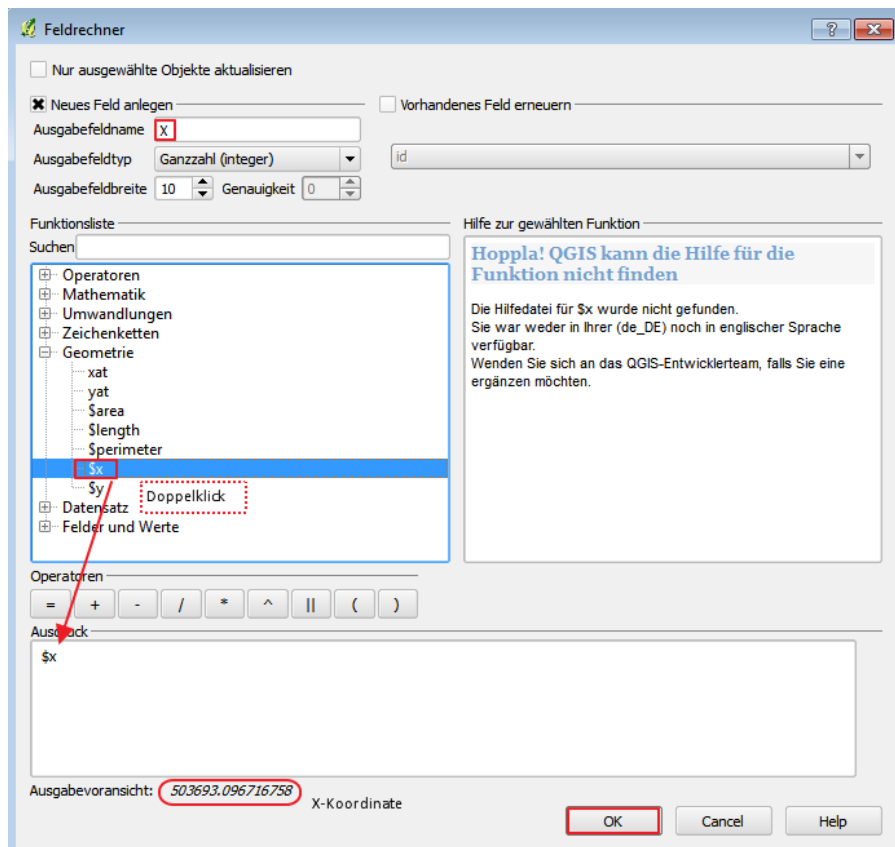 Feldrechner
Nur ausgewählte Objekte aktualisieren
Neues Feld anlegen
Ausgabefeldname X
Ausgabefeldtyp Ganzzahl (integer)
Ausgabefeldbreite 10 Genauigkeit 0
Vorhandenes Feld erneuern
id
Funktionsliste
Suchen
Operatoren
Mathematik
Umwandlungen
Zeichenketten
Geometrie
xat
yat
$area
$length
$perimeter
$x
$y
Doppelklick
Datensatz
Felder und Werte
Hilfe zur gewählten Funktion
Hoppla! QGIS kann die Hilfe für die
Funktion nicht finden
Die Hilfedatei für $x wurde nicht gefunden.
Sie war weder in Ihrer (de_DE) noch in englischer Sprache
verfügbar.
Wenden Sie sich an das QGIS-Entwicklerteam, falls Sie eine
ergänzen möchten.
Operatoren
= + - / * ^ || ( )
Ausdruck
$x
Ausgabevoransicht: 503693.096716758
X-Koordinate
OK Cancel Help